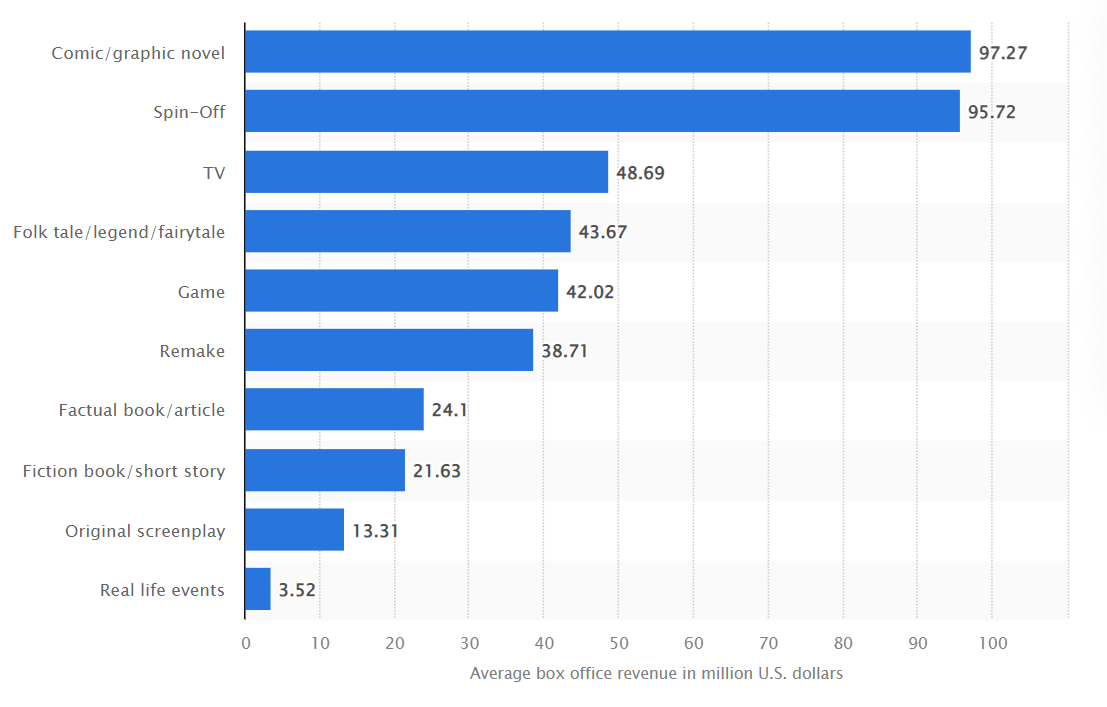 Comic/graphic novel 97.27
Spin-Off 95.72
TV 48.69
Folk tale/legend/fairytale 43.67
Game 42.02
Remake 38.71
Factual book/article 24.1
Fiction book/short story 21.63
Original screenplay 13.31
Real life events 3.52
0 10 20 30 40 50 60 70 80 90 100
Average box office revenue in million U.S. dollars